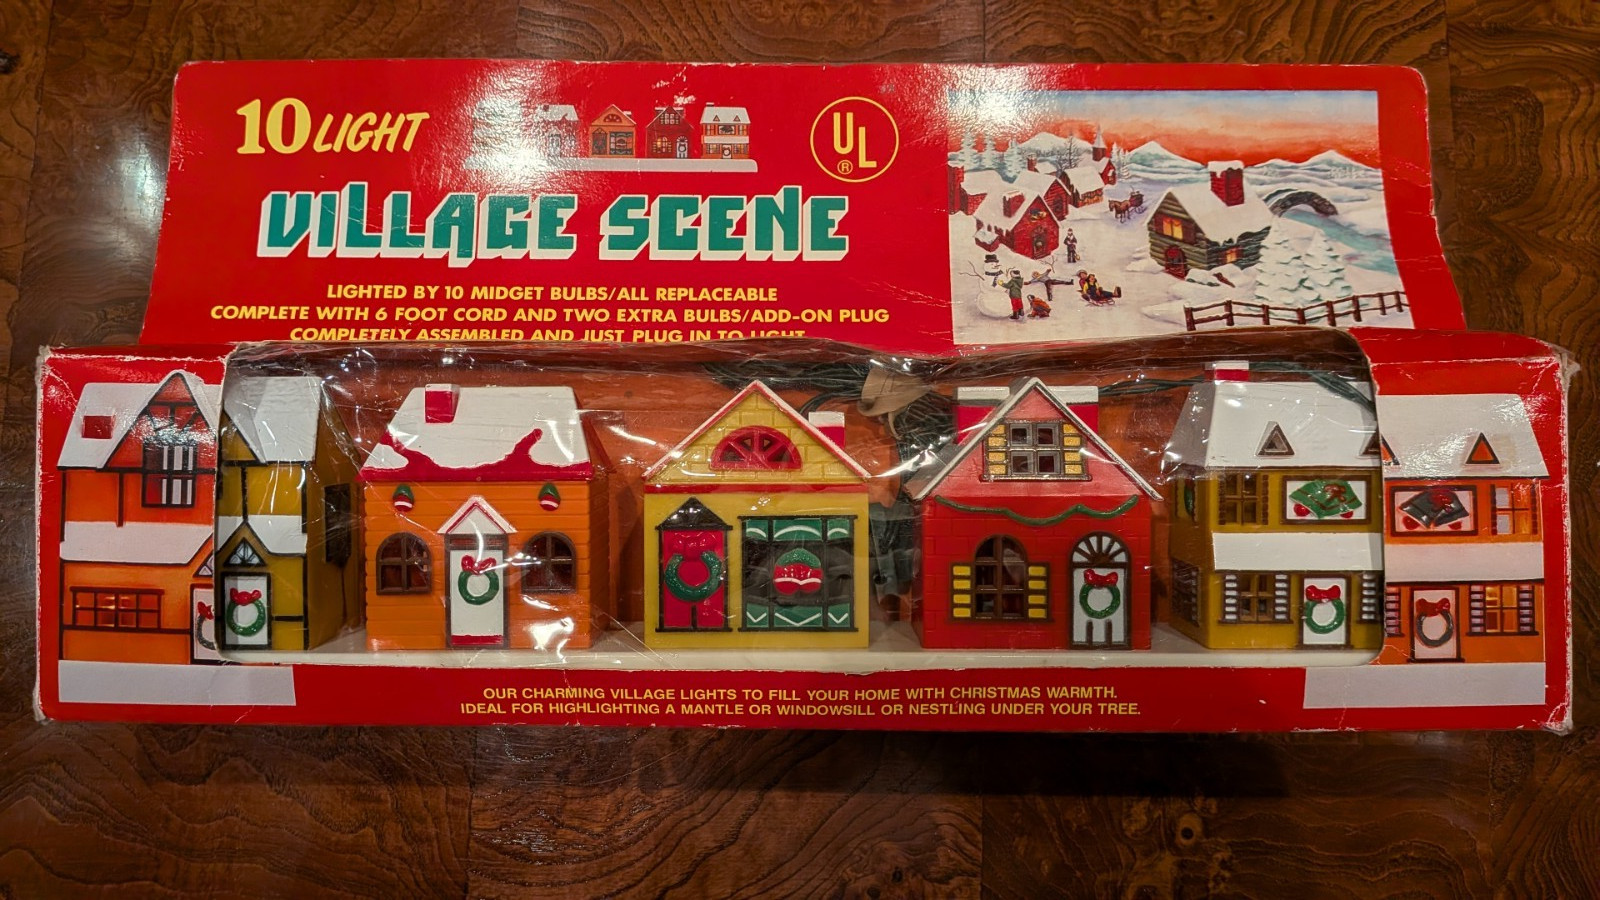 10 LIGHT
UL
®
VILLAGE SCENE
LIGHTED BY 10 MIDGET BULBS/ALL REPLACEABLE
COMPLETE WITH 6 FOOT CORD AND TWO EXTRA BULBS/ADD-ON PLUG
COMPLETELY ASSEMBLED AND JUST PLUG IN TO LIGHT
OUR CHARMING VILLAGE LIGHTS TO FILL YOUR HOME WITH CHRISTMAS WARMTH.
IDEAL FOR HIGHLIGHTING A MANTLE OR WINDOWSILL OR NESTLING UNDER YOUR TREE.